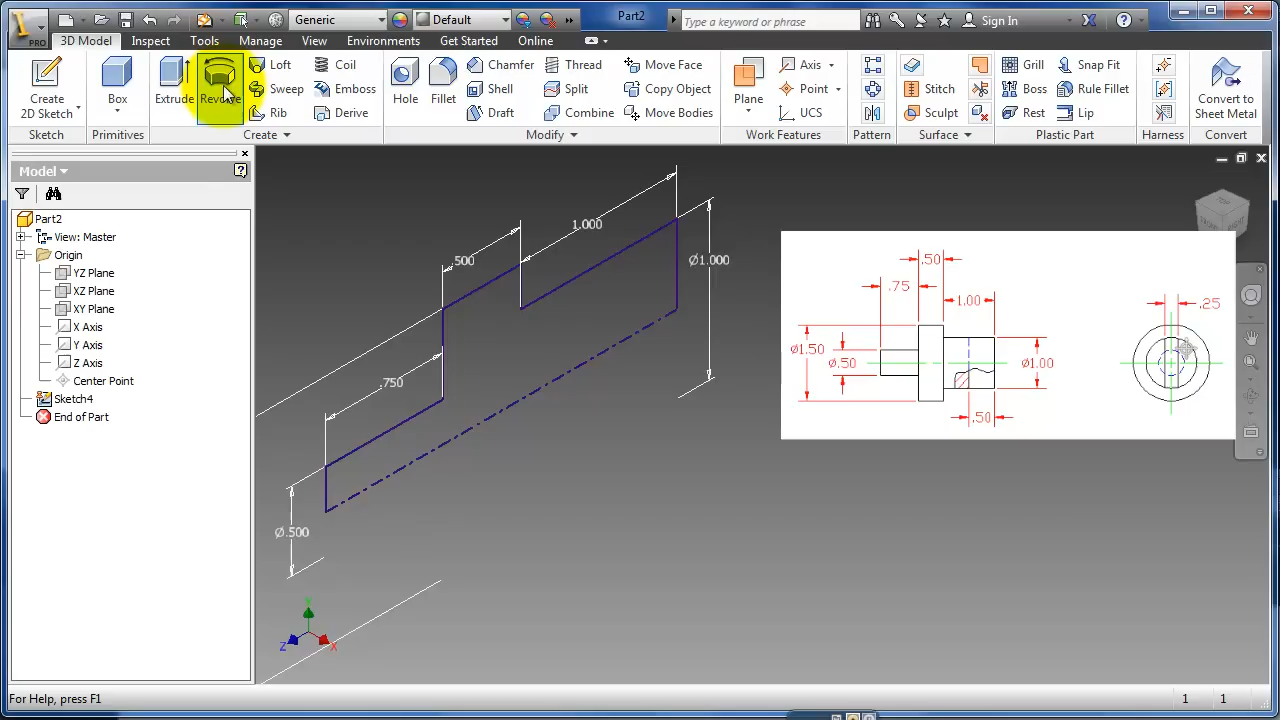 PRO
Generic
Default
Part2
Type a keyword or phrase
Sign In
3D Model
Inspect
Tools
Manage
View
Environments
Get Started
Online
Create
2D Sketch
Sketch
Box
Primitives
Extrude
Revolve
Loft
Sweep
Rib
Coil
Emboss
Derive
Create
Hole
Fillet
Chamfer
Shell
Draft
Thread
Split
Combine
Move Face
Copy Object
Move Bodies
Modify
Plane
Axis
Point
UCS
Work Features
Pattern
Stitch
Sculpt
Surface
Grill
Boss
Rest
Snap Fit
Rule Fillet
Lip
Plastic Part
Harness
Convert to
Sheet Metal
Convert
Model
Part2
View: Master
Origin
YZ Plane
XZ Plane
XY Plane
X Axis
Y Axis
Z Axis
Center Point
Sketch4
End of Part
1.000
.500
Ø1.000
.750
Ø.500
Y
Z
X
.50
.75
1.00
.25
Ø1.50
Ø.50
Ø1.00
.50
For Help, press F1
1
1